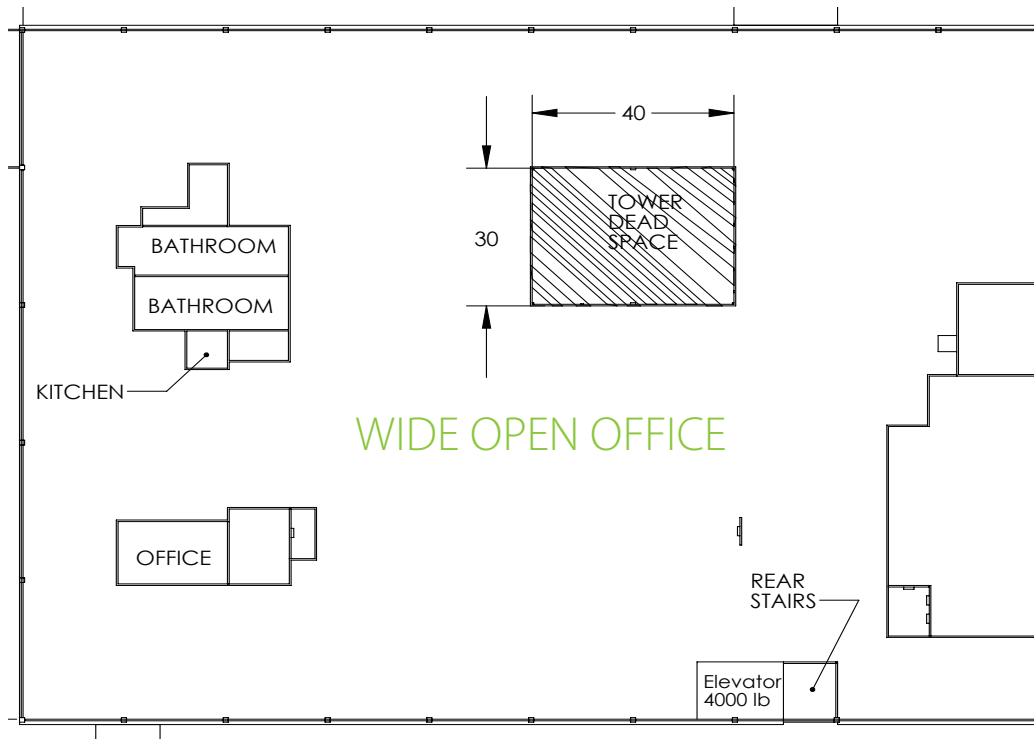 40
TOWER
DEAD
SPACE
30
BATHROOM
BATHROOM
KITCHEN
WIDE OPEN OFFICE
OFFICE
REAR
STAIRS
Elevator
4000 lb